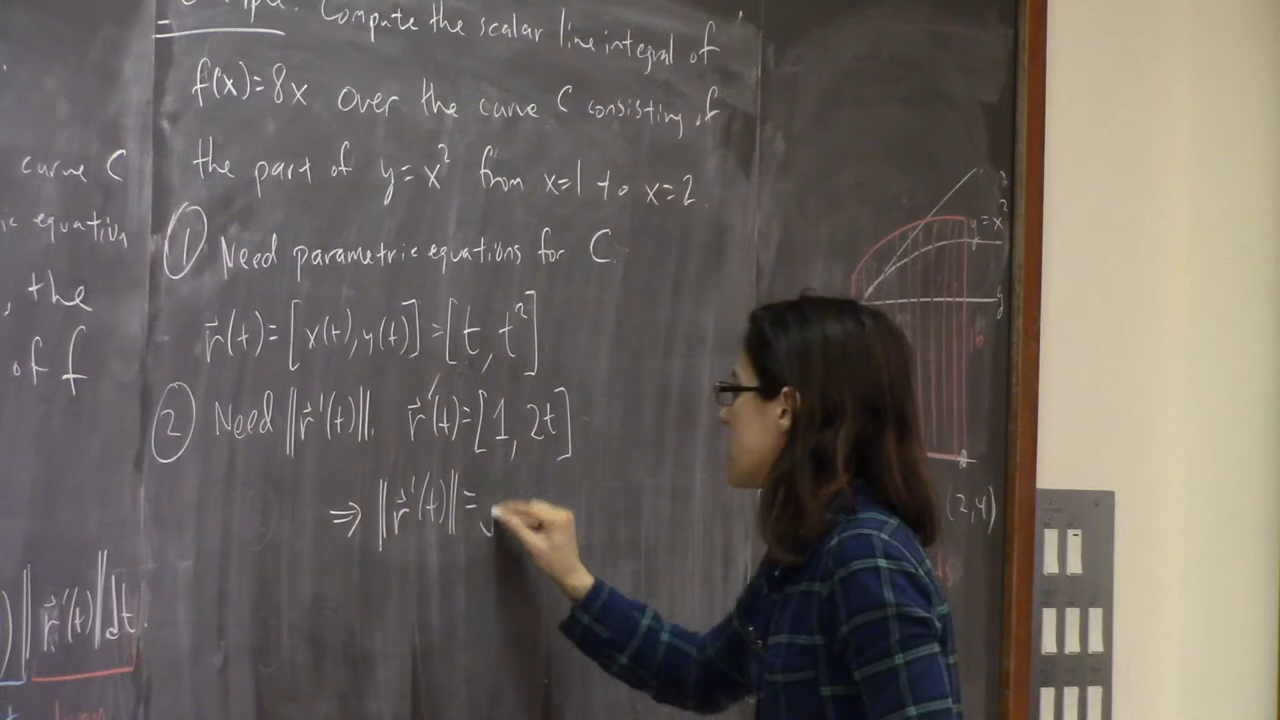 Compute the scalar line integral of
f(x)=8x over the curve C consisting of
the part of y=x² from x=1 to x=2.
① Need parametric equations for C.
r⃗(t)=[x(t), y(t)]=[t, t²]
② Need ‖r⃗'(t)‖. r⃗'(t)=[1, 2t]
⇒ ‖r⃗'(t)‖=
curve C
equation
, the
of f
‖r⃗'(t)‖dt.
y=x²
y
(2,4)